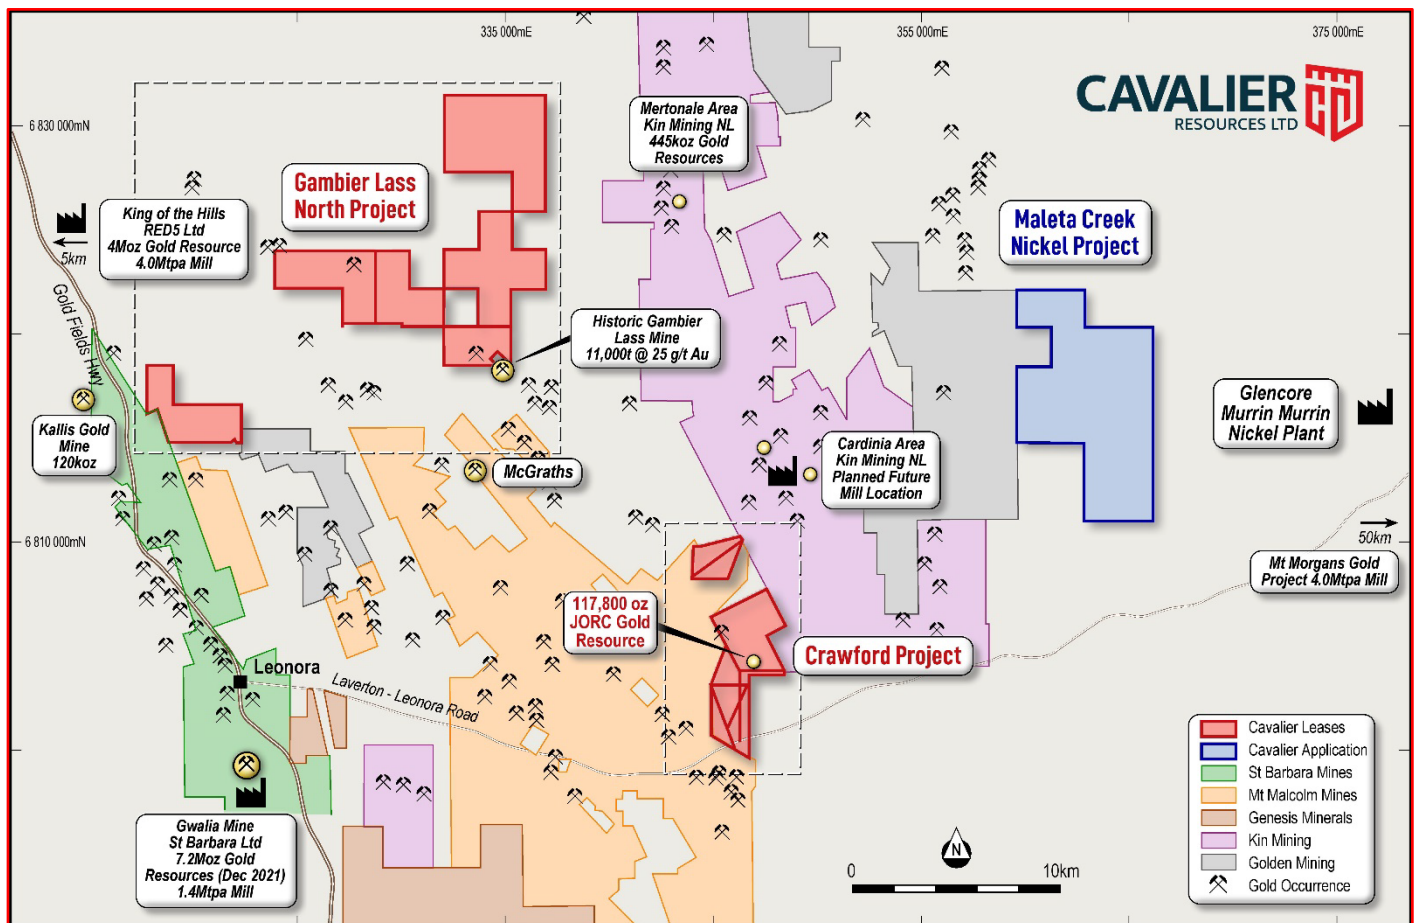 335 000mE
355 000mE
375 000mE
CAVALIER
RESOURCES LTD
6 830 000mN
Mertonale Area
Kin Mining NL
445koz Gold
Resources
Gambier Lass
North Project
King of the Hills
RED5 Ltd
4Moz Gold Resource
4.0Mtpa Mill
5km
Maleta Creek
Nickel Project
Gold Fields Hwy
Historic Gambier
Lass Mine
11,000t @ 25 g/t Au
Kallis Gold
Mine
120koz
Glencore
Murrin Murrin
Nickel Plant
McGraths
Cardinia Area
Kin Mining NL
Planned Future
Mill Location
6 810 000mN
50km
Mt Morgans Gold
Project 4.0Mtpa Mill
117,800 oz
JORC Gold
Resource
Crawford Project
Leonora
Laverton - Leonora Road
Gwalia Mine
St Barbara Ltd
7.2Moz Gold
Resources (Dec 2021)
1.4Mtpa Mill
N
0
10km
Cavalier Leases
Cavalier Application
St Barbara Mines
Mt Malcolm Mines
Genesis Minerals
Kin Mining
Golden Mining
Gold Occurrence